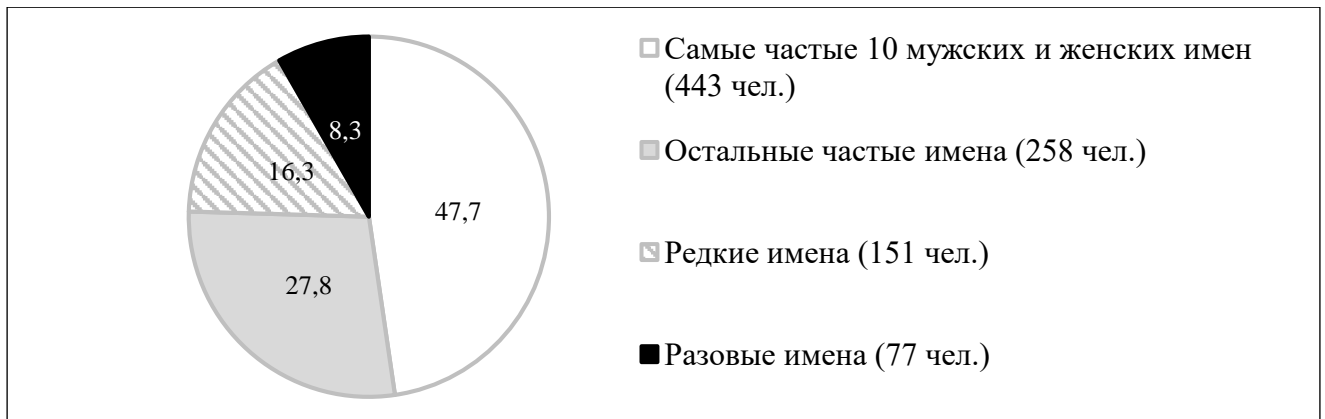 Самые частые 10 мужских и женских имен
(443 чел.)
8,3
Остальные частые имена (258 чел.)
16,3
47,7
Редкие имена (151 чел.)
27,8
Разовые имена (77 чел.)